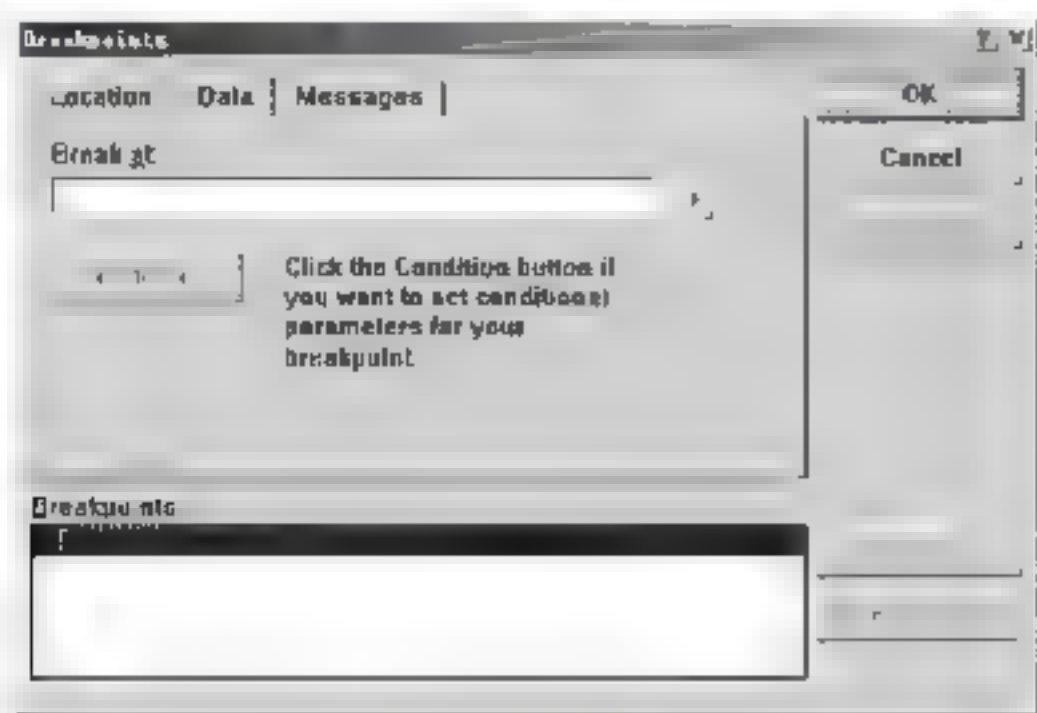 Breakpoints
Location Data Messages
OK
Break at
Cancel
Click the Condition button if
you want to set conditional
parameters for your
breakpoint
Breakpoints